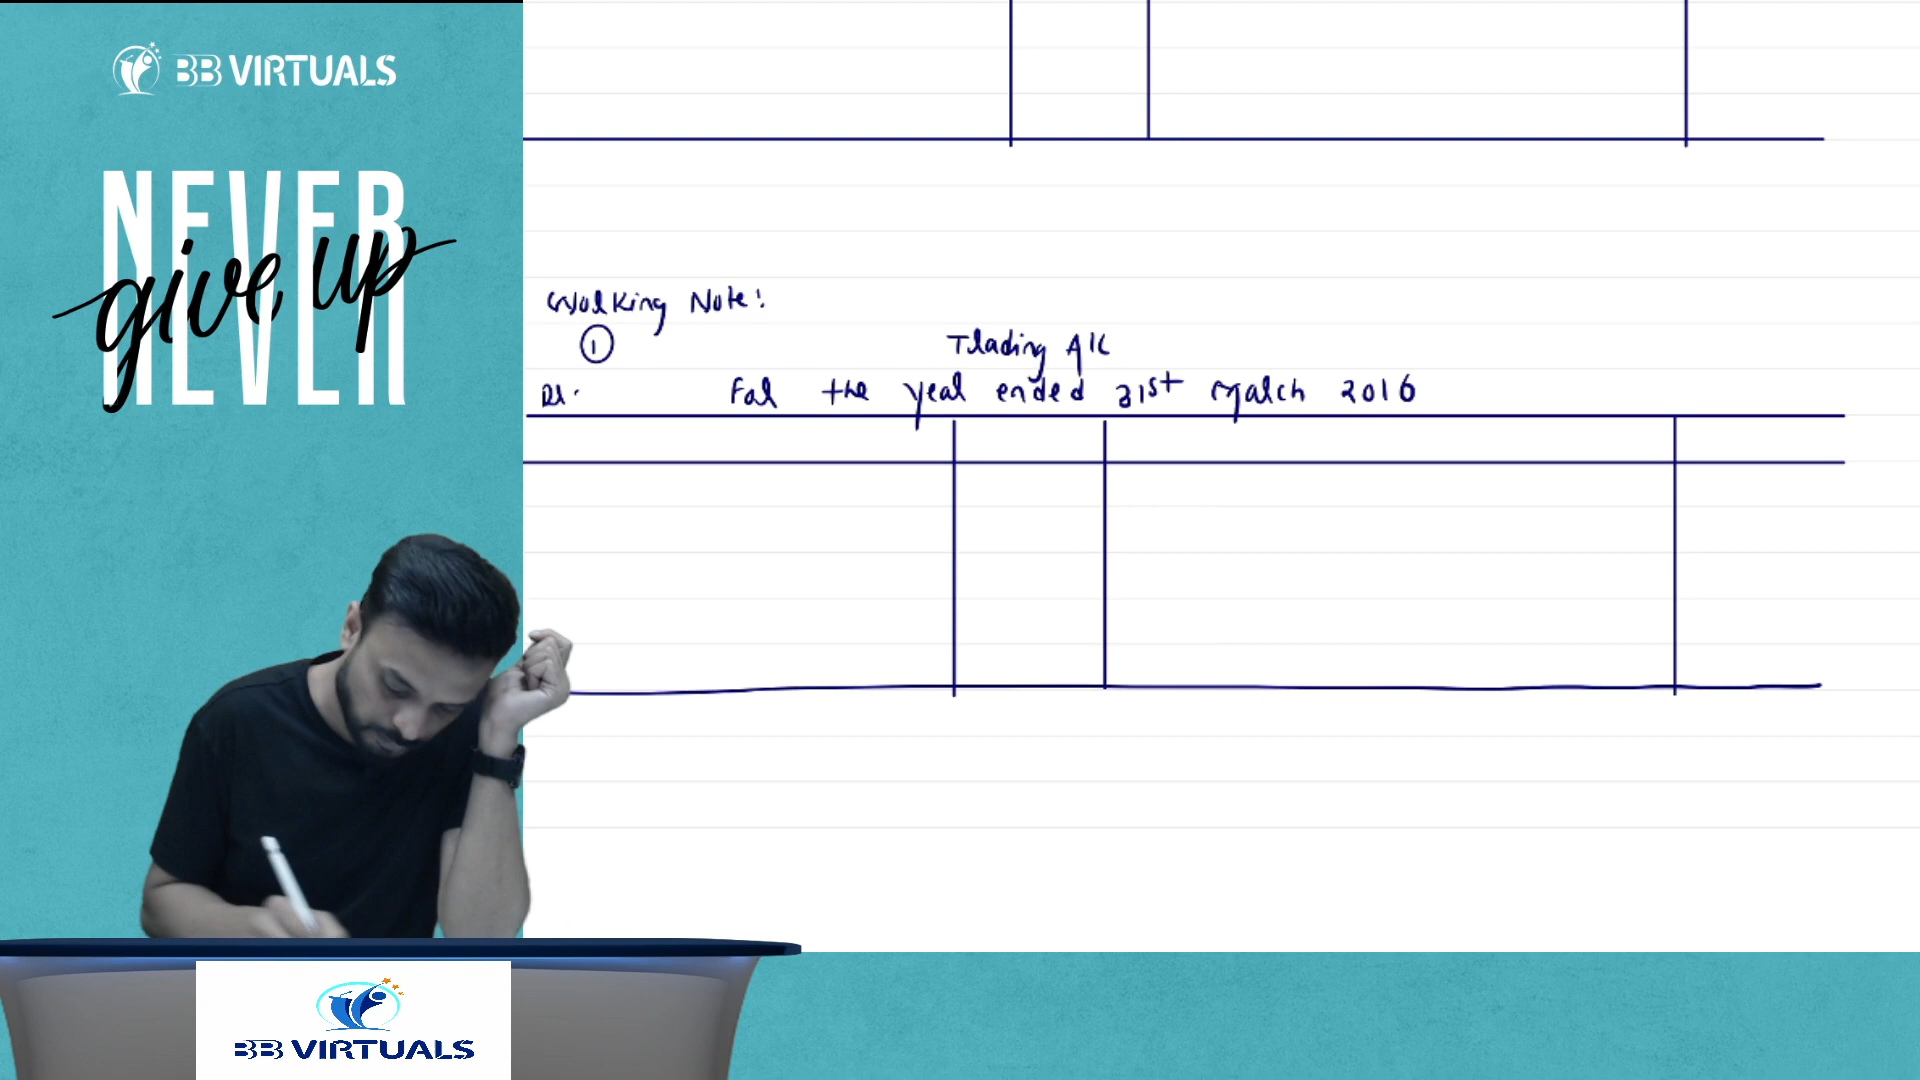 BB VIRTUALS
NEVER
give up
NEVER
Working Note:
1
Trading A/c
Dr. For the year ended 31st March 2016
BB VIRTUALS